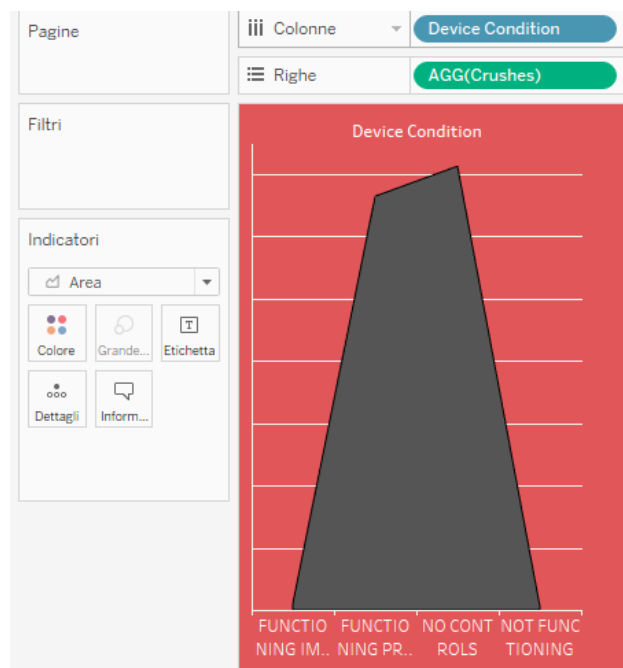 Pagine
Colonne
Device Condition
Righe
AGG(Crushes)
Filtri
Device Condition
Indicatori
Area
Colore
Grande...
Etichetta
Dettagli
Inform...
FUNCTIO
NING IM..
FUNCTIO
NING PR..
NO CONT
ROLS
NOT FUNC
TIONING